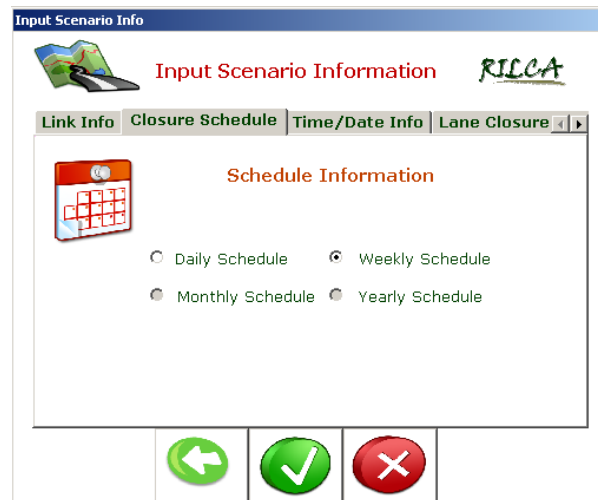 Input Scenario Info
Input Scenario Information RILCA
Link Info Closure Schedule Time/Date Info Lane Closure
Schedule Information
Daily Schedule Weekly Schedule
Monthly Schedule Yearly Schedule